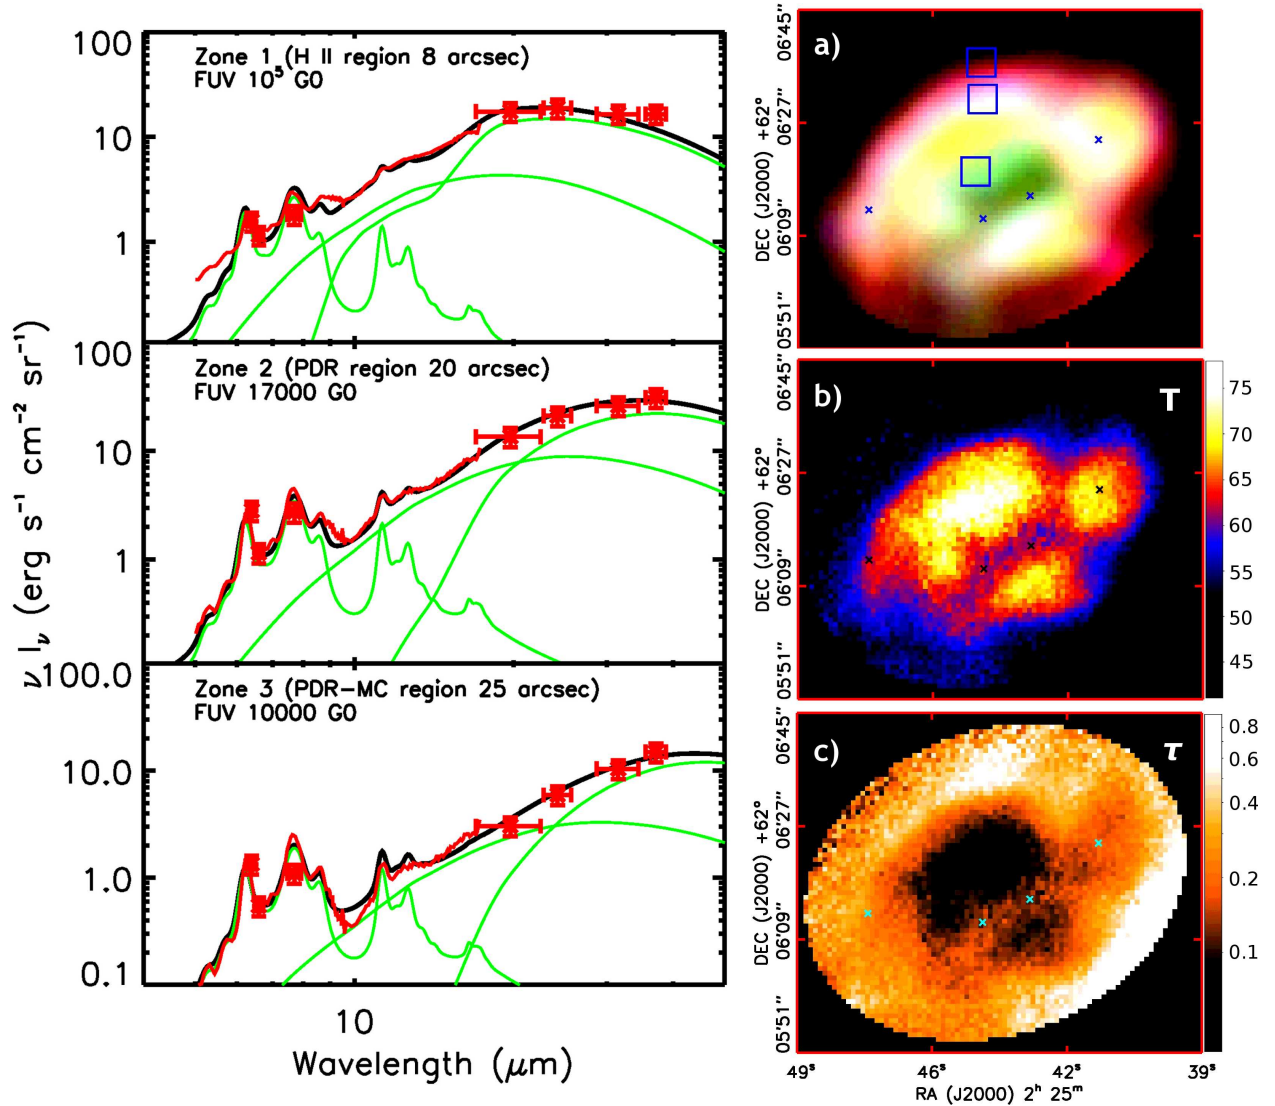 100
Zone 1 (H II region 8 arcsec)
FUV 10⁵ G0
10
1
100
Zone 2 (PDR region 20 arcsec)
FUV 17000 G0
10
1
100.0
Zone 3 (PDR-MC region 25 arcsec)
FUV 10000 G0
10.0
1.0
0.1
10
Wavelength (μm)
ν Iν (erg s⁻¹ cm⁻² sr⁻¹)
a)
06'45"
06'27"
06'09"
05'51"
DEC (J2000) +62°
b)
T
06'45"
06'27"
06'09"
05'51"
DEC (J2000) +62°
75
70
65
60
55
50
45
c)
τ
06'45"
06'27"
06'09"
05'51"
DEC (J2000) +62°
0.8
0.6
0.4
0.2
0.1
49ˢ 46ˢ 42ˢ 39ˢ
RA (J2000) 2ʰ 25ᵐ